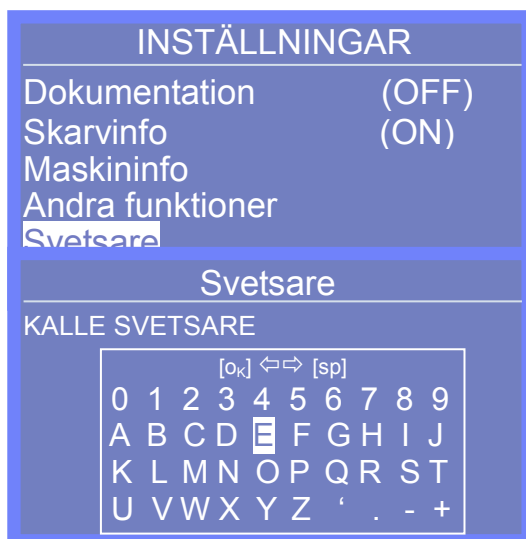 INSTÄLLNINGAR
Dokumentation (OFF)
Skarvinfo (ON)
Maskininfo
Andra funktioner
Svetsare
Svetsare
KALLE SVETSARE
[oK] ⇦⇨ [sp]
0 1 2 3 4 5 6 7 8 9
A B C D E F G H I J
K L M N O P Q R S T
U V W X Y Z ‘ . - +